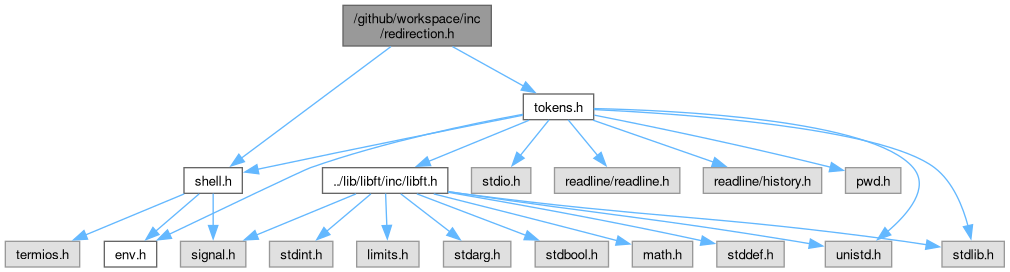 /github/workspace/inc
/redirection.h
tokens.h
shell.h
../lib/libft/inc/libft.h
stdio.h
readline/readline.h
readline/history.h
pwd.h
termios.h
env.h
signal.h
stdint.h
limits.h
stdarg.h
stdbool.h
math.h
stddef.h
unistd.h
stdlib.h